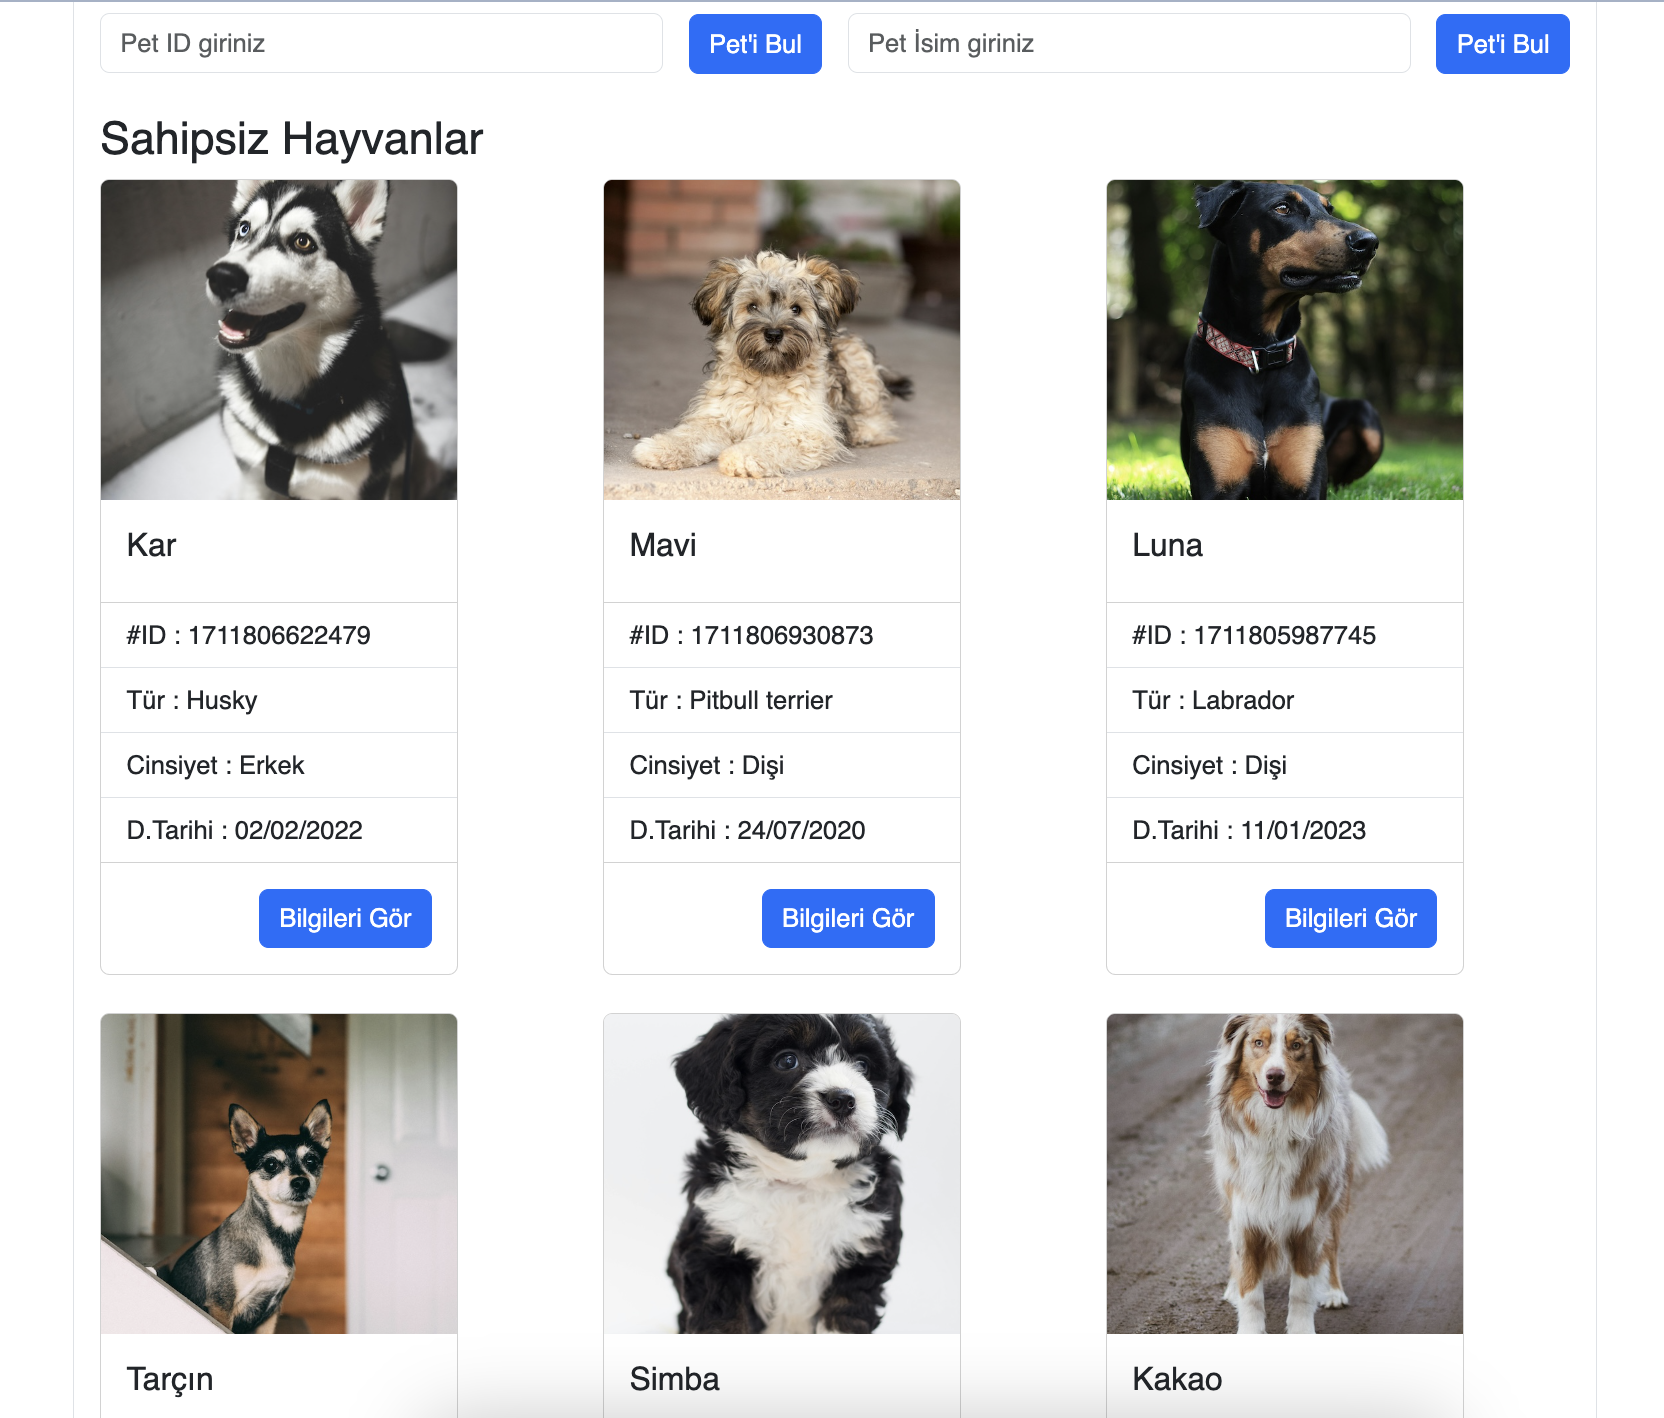 Pet ID giriniz
Pet'i Bul
Pet İsim giriniz
Pet'i Bul
Sahipsiz Hayvanlar
Kar
#ID : 1711806622479
Tür : Husky
Cinsiyet : Erkek
D.Tarihi : 02/02/2022
Bilgileri Gör
Mavi
#ID : 1711806930873
Tür : Pitbull terrier
Cinsiyet : Dişi
D.Tarihi : 24/07/2020
Bilgileri Gör
Luna
#ID : 1711805987745
Tür : Labrador
Cinsiyet : Dişi
D.Tarihi : 11/01/2023
Bilgileri Gör
Tarçın
Simba
Kakao